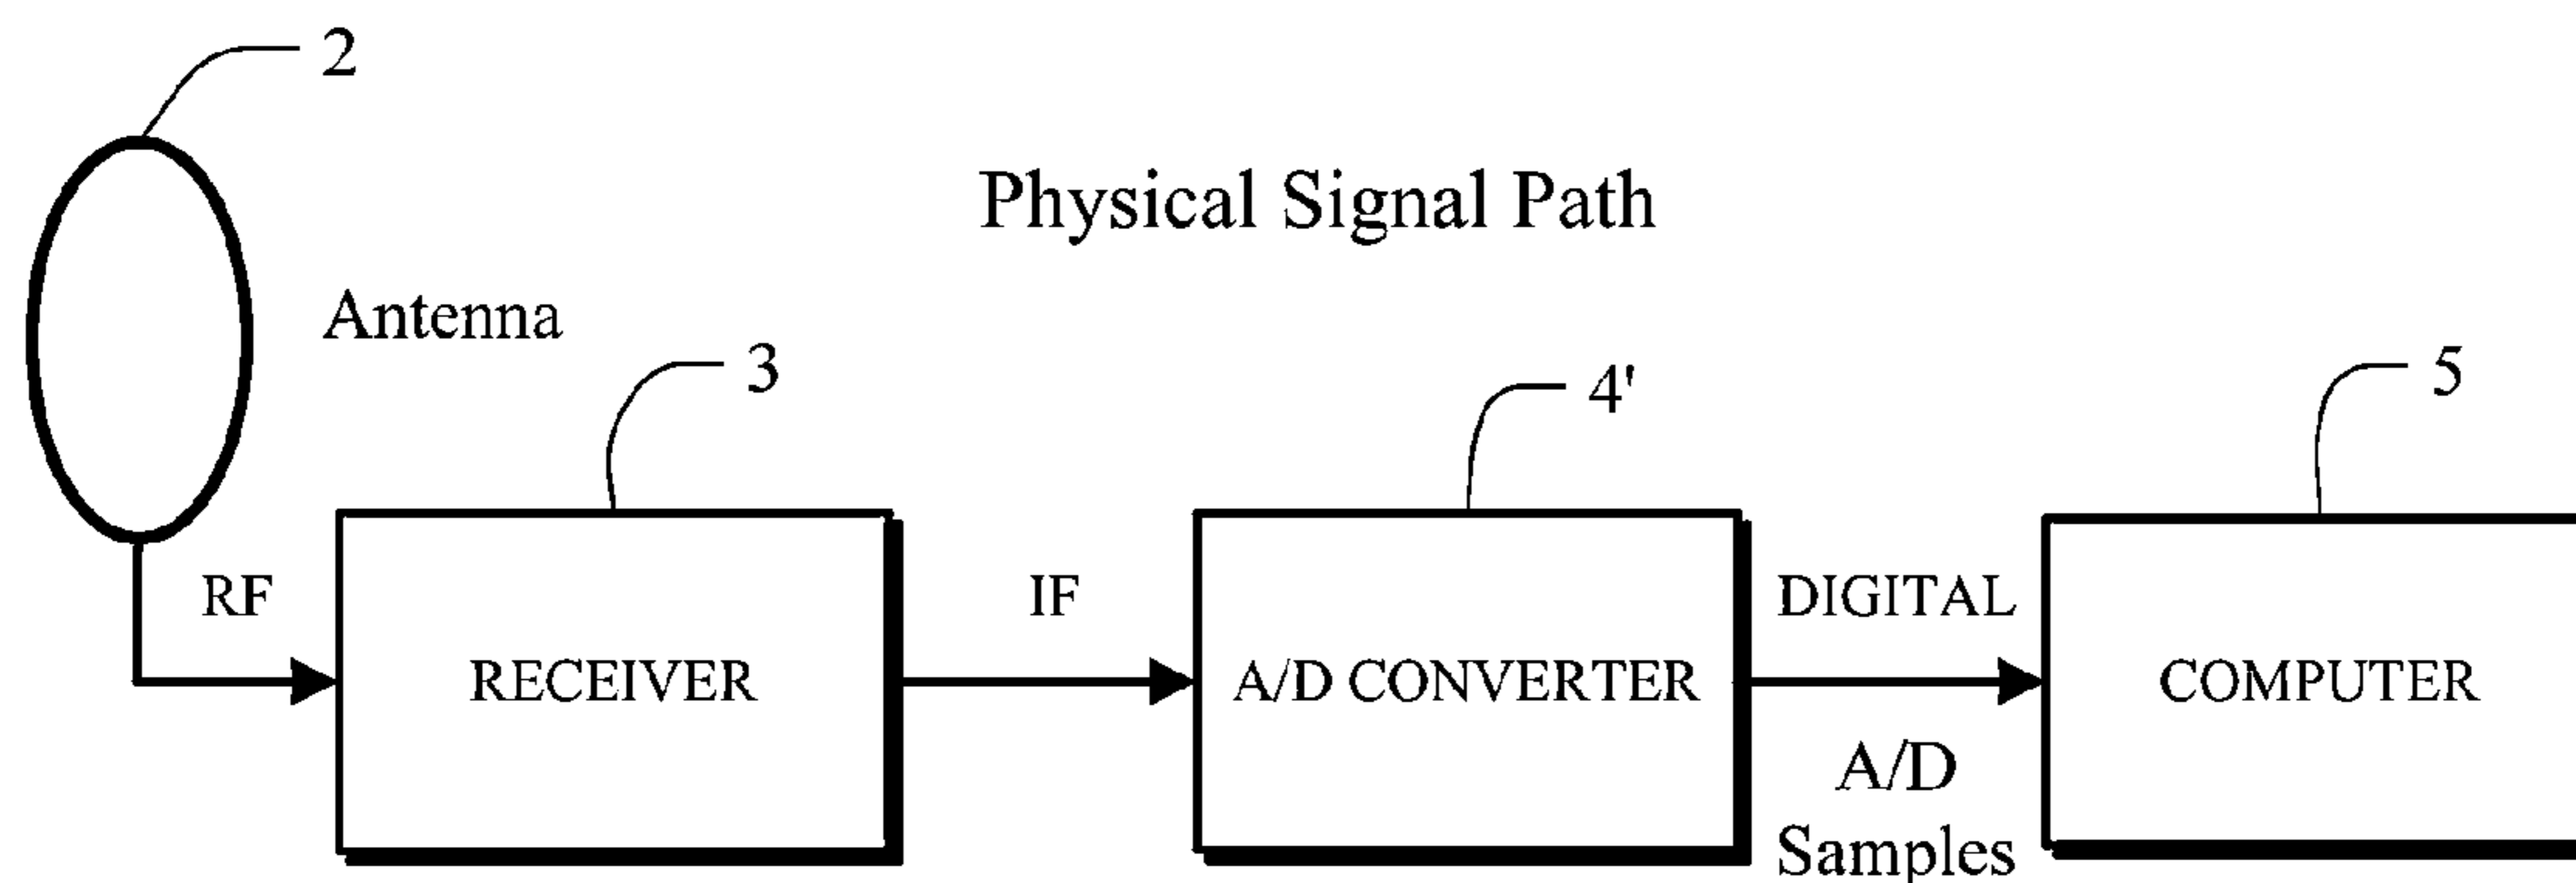 2
Physical Signal Path
Antenna
3
4'
5
RF
IF
DIGITAL
RECEIVER
A/D CONVERTER
COMPUTER
A/D
Samples